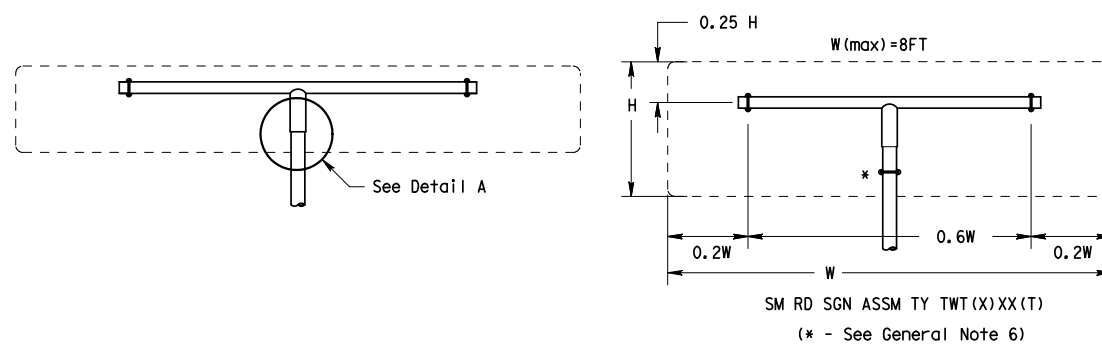 0.25 H
W(max)=8FT
H
See Detail A
*
0.2W
0.6W
0.2W
W
SM RD SGN ASSM TY TWT(X)XX(T)
(* - See General Note 6)